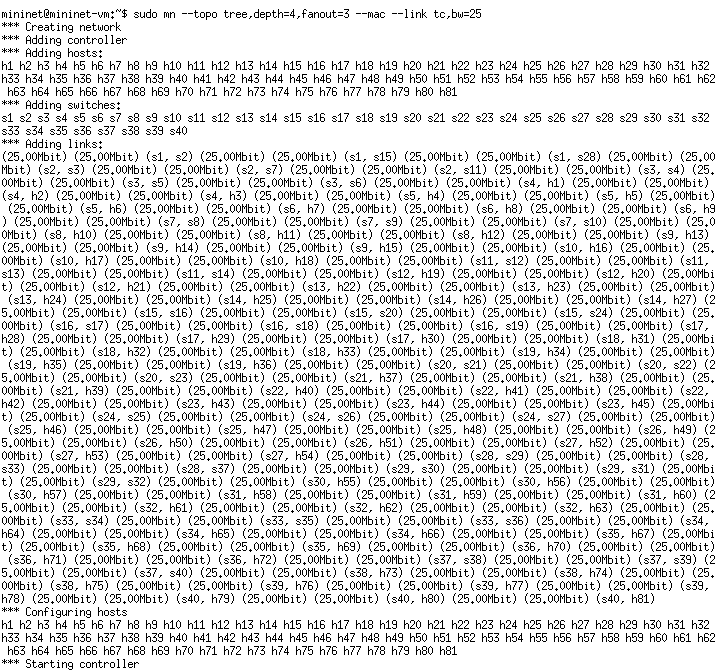 mininet@mininet-vm:~$ sudo mn --topo tree,depth=4,fanout=3 --mac --link tc,bw=25
*** Creating network
*** Adding controller
*** Adding hosts:
h1 h2 h3 h4 h5 h6 h7 h8 h9 h10 h11 h12 h13 h14 h15 h16 h17 h18 h19 h20 h21 h22 h23 h24 h25 h26 h27 h28 h29 h30 h31 h32
h33 h34 h35 h36 h37 h38 h39 h40 h41 h42 h43 h44 h45 h46 h47 h48 h49 h50 h51 h52 h53 h54 h55 h56 h57 h58 h59 h60 h61 h62
h63 h64 h65 h66 h67 h68 h69 h70 h71 h72 h73 h74 h75 h76 h77 h78 h79 h80 h81
*** Adding switches:
s1 s2 s3 s4 s5 s6 s7 s8 s9 s10 s11 s12 s13 s14 s15 s16 s17 s18 s19 s20 s21 s22 s23 s24 s25 s26 s27 s28 s29 s30 s31 s32
s33 s34 s35 s36 s37 s38 s39 s40
*** Adding links:
(25.00Mbit) (25.00Mbit) (s1, s2) (25.00Mbit) (25.00Mbit) (s1, s15) (25.00Mbit) (25.00Mbit) (s1, s28) (25.00Mbit) (25.00
Mbit) (s2, s3) (25.00Mbit) (25.00Mbit) (s2, s7) (25.00Mbit) (25.00Mbit) (s2, s11) (25.00Mbit) (25.00Mbit) (s3, s4) (25.
00Mbit) (25.00Mbit) (s3, s5) (25.00Mbit) (25.00Mbit) (s3, s6) (25.00Mbit) (25.00Mbit) (s4, h1) (25.00Mbit) (25.00Mbit)
(s4, h2) (25.00Mbit) (25.00Mbit) (s4, h3) (25.00Mbit) (25.00Mbit) (s5, h4) (25.00Mbit) (25.00Mbit) (s5, h5) (25.00Mbit)
(25.00Mbit) (s5, h6) (25.00Mbit) (25.00Mbit) (s6, h7) (25.00Mbit) (25.00Mbit) (s6, h8) (25.00Mbit) (25.00Mbit) (s6, h9
) (25.00Mbit) (25.00Mbit) (s7, s8) (25.00Mbit) (25.00Mbit) (s7, s9) (25.00Mbit) (25.00Mbit) (s7, s10) (25.00Mbit) (25.0
0Mbit) (s8, h10) (25.00Mbit) (25.00Mbit) (s8, h11) (25.00Mbit) (25.00Mbit) (s8, h12) (25.00Mbit) (25.00Mbit) (s9, h13)
(25.00Mbit) (25.00Mbit) (s9, h14) (25.00Mbit) (25.00Mbit) (s9, h15) (25.00Mbit) (25.00Mbit) (s10, h16) (25.00Mbit) (25.
00Mbit) (s10, h17) (25.00Mbit) (25.00Mbit) (s10, h18) (25.00Mbit) (25.00Mbit) (s11, s12) (25.00Mbit) (25.00Mbit) (s11,
s13) (25.00Mbit) (25.00Mbit) (s11, s14) (25.00Mbit) (25.00Mbit) (s12, h19) (25.00Mbit) (25.00Mbit) (s12, h20) (25.00Mbi
t) (25.00Mbit) (s12, h21) (25.00Mbit) (25.00Mbit) (s13, h22) (25.00Mbit) (25.00Mbit) (s13, h23) (25.00Mbit) (25.00Mbit)
(s13, h24) (25.00Mbit) (25.00Mbit) (s14, h25) (25.00Mbit) (25.00Mbit) (s14, h26) (25.00Mbit) (25.00Mbit) (s14, h27) (2
5.00Mbit) (25.00Mbit) (s15, s16) (25.00Mbit) (25.00Mbit) (s15, s20) (25.00Mbit) (25.00Mbit) (s15, s24) (25.00Mbit) (25.
00Mbit) (s16, s17) (25.00Mbit) (25.00Mbit) (s16, s18) (25.00Mbit) (25.00Mbit) (s16, s19) (25.00Mbit) (25.00Mbit) (s17,
h28) (25.00Mbit) (25.00Mbit) (s17, h29) (25.00Mbit) (25.00Mbit) (s17, h30) (25.00Mbit) (25.00Mbit) (s18, h31) (25.00Mbi
t) (25.00Mbit) (s18, h32) (25.00Mbit) (25.00Mbit) (s18, h33) (25.00Mbit) (25.00Mbit) (s19, h34) (25.00Mbit) (25.00Mbit)
(s19, h35) (25.00Mbit) (25.00Mbit) (s19, h36) (25.00Mbit) (25.00Mbit) (s20, s21) (25.00Mbit) (25.00Mbit) (s20, s22) (2
5.00Mbit) (25.00Mbit) (s20, s23) (25.00Mbit) (25.00Mbit) (s21, h37) (25.00Mbit) (25.00Mbit) (s21, h38) (25.00Mbit) (25.
00Mbit) (s21, h39) (25.00Mbit) (25.00Mbit) (s22, h40) (25.00Mbit) (25.00Mbit) (s22, h41) (25.00Mbit) (25.00Mbit) (s22,
h42) (25.00Mbit) (25.00Mbit) (s23, h43) (25.00Mbit) (25.00Mbit) (s23, h44) (25.00Mbit) (25.00Mbit) (s23, h45) (25.00Mbi
t) (25.00Mbit) (s24, s25) (25.00Mbit) (25.00Mbit) (s24, s26) (25.00Mbit) (25.00Mbit) (s24, s27) (25.00Mbit) (25.00Mbit)
(s25, h46) (25.00Mbit) (25.00Mbit) (s25, h47) (25.00Mbit) (25.00Mbit) (s25, h48) (25.00Mbit) (25.00Mbit) (s26, h49) (2
5.00Mbit) (25.00Mbit) (s26, h50) (25.00Mbit) (25.00Mbit) (s26, h51) (25.00Mbit) (25.00Mbit) (s27, h52) (25.00Mbit) (25.
00Mbit) (s27, h53) (25.00Mbit) (25.00Mbit) (s27, h54) (25.00Mbit) (25.00Mbit) (s28, s29) (25.00Mbit) (25.00Mbit) (s28,
s33) (25.00Mbit) (25.00Mbit) (s28, s37) (25.00Mbit) (25.00Mbit) (s29, s30) (25.00Mbit) (25.00Mbit) (s29, s31) (25.00Mbi
t) (25.00Mbit) (s29, s32) (25.00Mbit) (25.00Mbit) (s30, h55) (25.00Mbit) (25.00Mbit) (s30, h56) (25.00Mbit) (25.00Mbit)
(s30, h57) (25.00Mbit) (25.00Mbit) (s31, h58) (25.00Mbit) (25.00Mbit) (s31, h59) (25.00Mbit) (25.00Mbit) (s31, h60) (2
5.00Mbit) (25.00Mbit) (s32, h61) (25.00Mbit) (25.00Mbit) (s32, h62) (25.00Mbit) (25.00Mbit) (s32, h63) (25.00Mbit) (25.
00Mbit) (s33, s34) (25.00Mbit) (25.00Mbit) (s33, s35) (25.00Mbit) (25.00Mbit) (s33, s36) (25.00Mbit) (25.00Mbit) (s34,
h64) (25.00Mbit) (25.00Mbit) (s34, h65) (25.00Mbit) (25.00Mbit) (s34, h66) (25.00Mbit) (25.00Mbit) (s35, h67) (25.00Mbi
t) (25.00Mbit) (s35, h68) (25.00Mbit) (25.00Mbit) (s35, h69) (25.00Mbit) (25.00Mbit) (s36, h70) (25.00Mbit) (25.00Mbit)
(s36, h71) (25.00Mbit) (25.00Mbit) (s36, h72) (25.00Mbit) (25.00Mbit) (s37, s38) (25.00Mbit) (25.00Mbit) (s37, s39) (2
5.00Mbit) (25.00Mbit) (s37, s40) (25.00Mbit) (25.00Mbit) (s38, h73) (25.00Mbit) (25.00Mbit) (s38, h74) (25.00Mbit) (25.
00Mbit) (s38, h75) (25.00Mbit) (25.00Mbit) (s39, h76) (25.00Mbit) (25.00Mbit) (s39, h77) (25.00Mbit) (25.00Mbit) (s39,
h78) (25.00Mbit) (25.00Mbit) (s40, h79) (25.00Mbit) (25.00Mbit) (s40, h80) (25.00Mbit) (25.00Mbit) (s40, h81)
*** Configuring hosts
h1 h2 h3 h4 h5 h6 h7 h8 h9 h10 h11 h12 h13 h14 h15 h16 h17 h18 h19 h20 h21 h22 h23 h24 h25 h26 h27 h28 h29 h30 h31 h32
h33 h34 h35 h36 h37 h38 h39 h40 h41 h42 h43 h44 h45 h46 h47 h48 h49 h50 h51 h52 h53 h54 h55 h56 h57 h58 h59 h60 h61 h62
h63 h64 h65 h66 h67 h68 h69 h70 h71 h72 h73 h74 h75 h76 h77 h78 h79 h80 h81
*** Starting controller